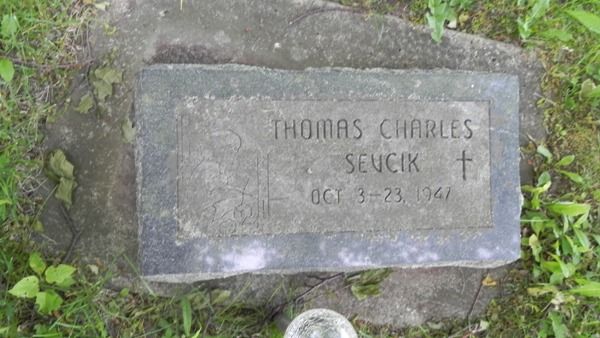 THOMAS CHARLES
SEVCIK
OCT 3-23, 1947